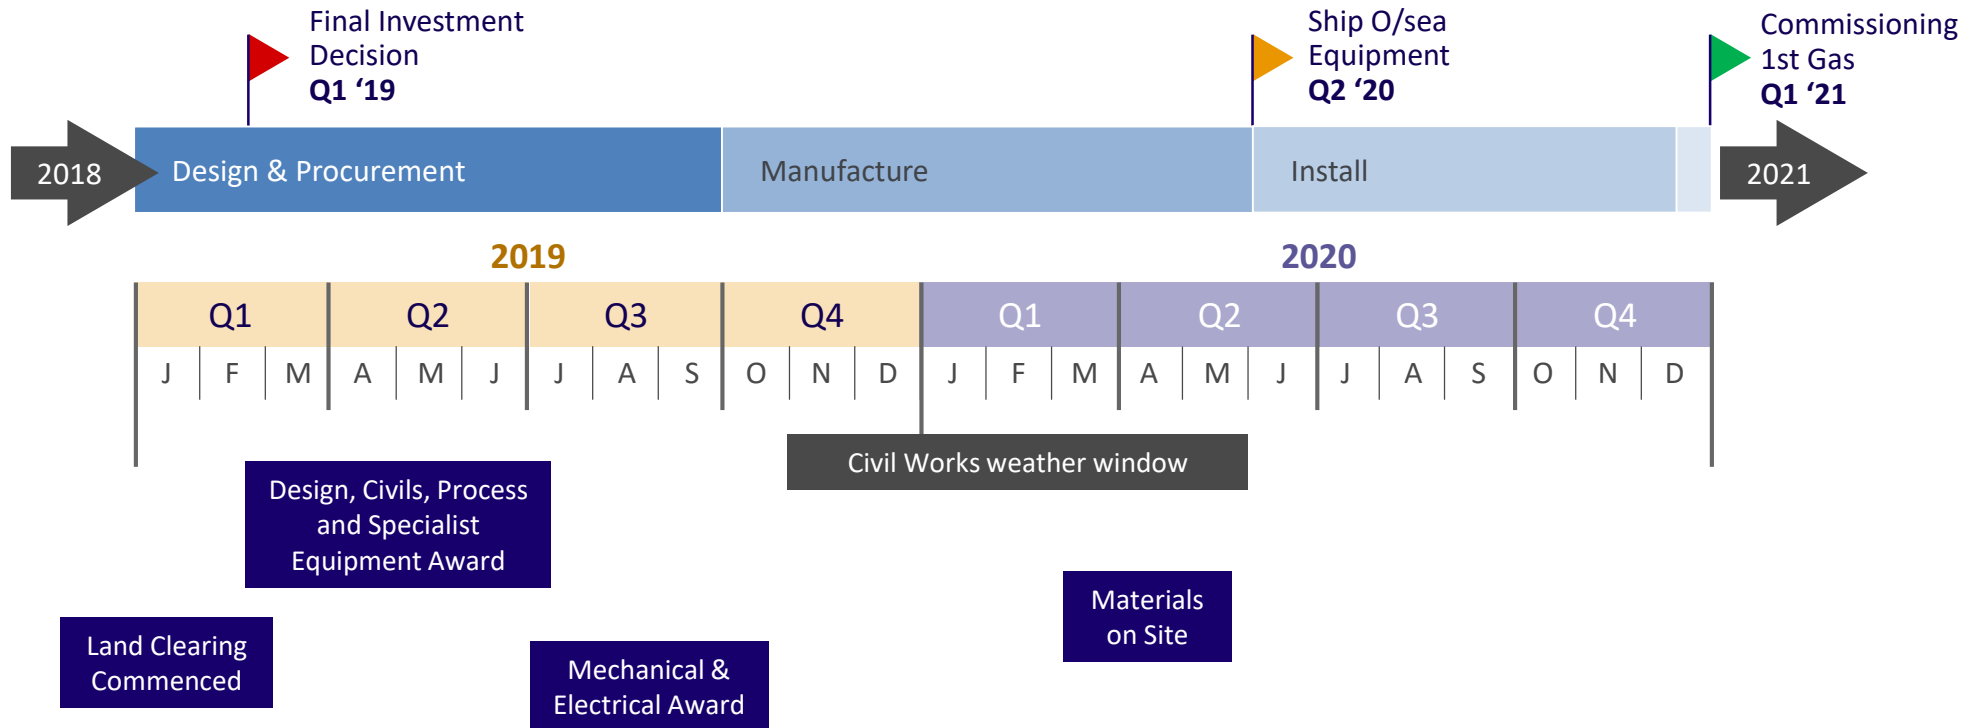 Final Investment
Decision
Q1 ‘19
Ship O/sea
Equipment
Q2 ‘20
Commissioning
1st Gas
Q1 ‘21
2018
Design & Procurement
Manufacture
Install
2021
2019
2020
Q1 Q2 Q3 Q4 Q1 Q2 Q3 Q4
J F M A M J J A S O N D J F M A M J J A S O N D
Civil Works weather window
Design, Civils, Process
and Specialist
Equipment Award
Materials
on Site
Land Clearing
Commenced
Mechanical &
Electrical Award